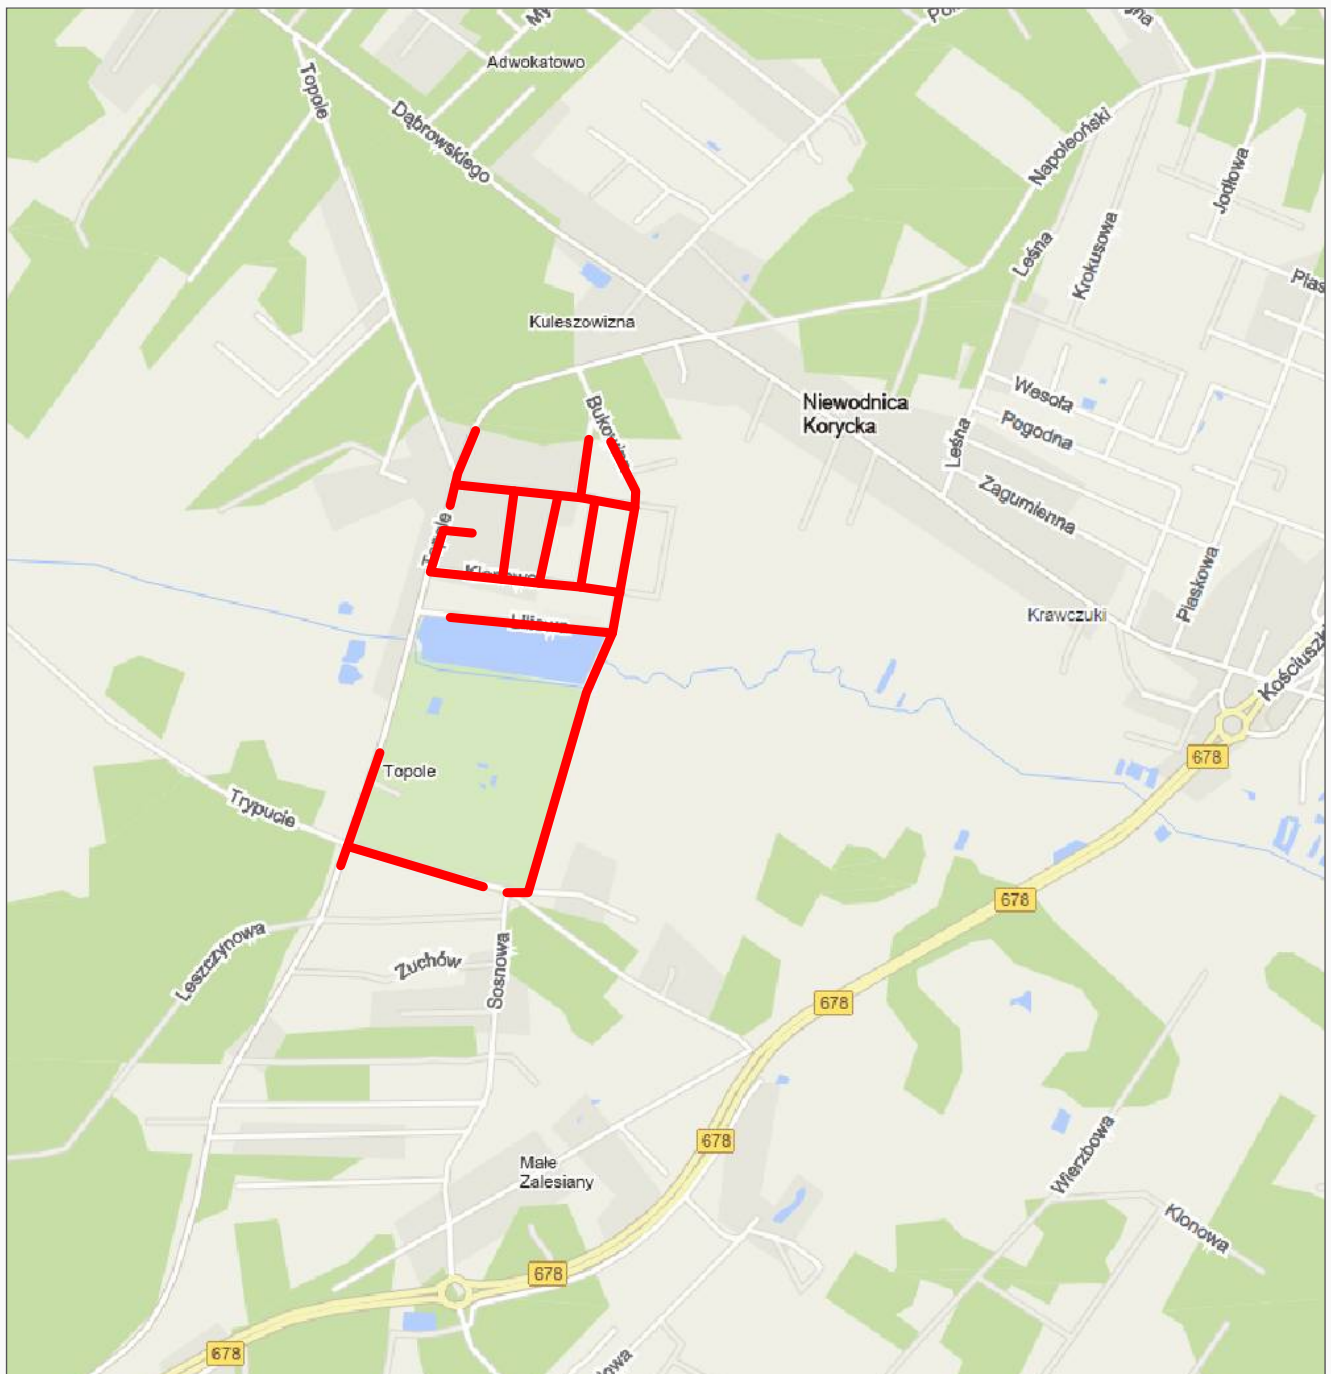 Adwokatowo
Topole
Dąbrowskiego
Napoleoński
Jodłowa
Leśna
Krokusowa
Kuleszowizna
Niewodnica
Korycka
Wesoła
Pogodna
Leśna
Zagumienna
Piaskowa
Krawczuki
Kościuszki
678
Topole
Trypucie
678
Leszczynowa
Zuchów
Sosnowa
678
678
Małe
Zalesiany
Wierzbowa
Klonowa
678
678